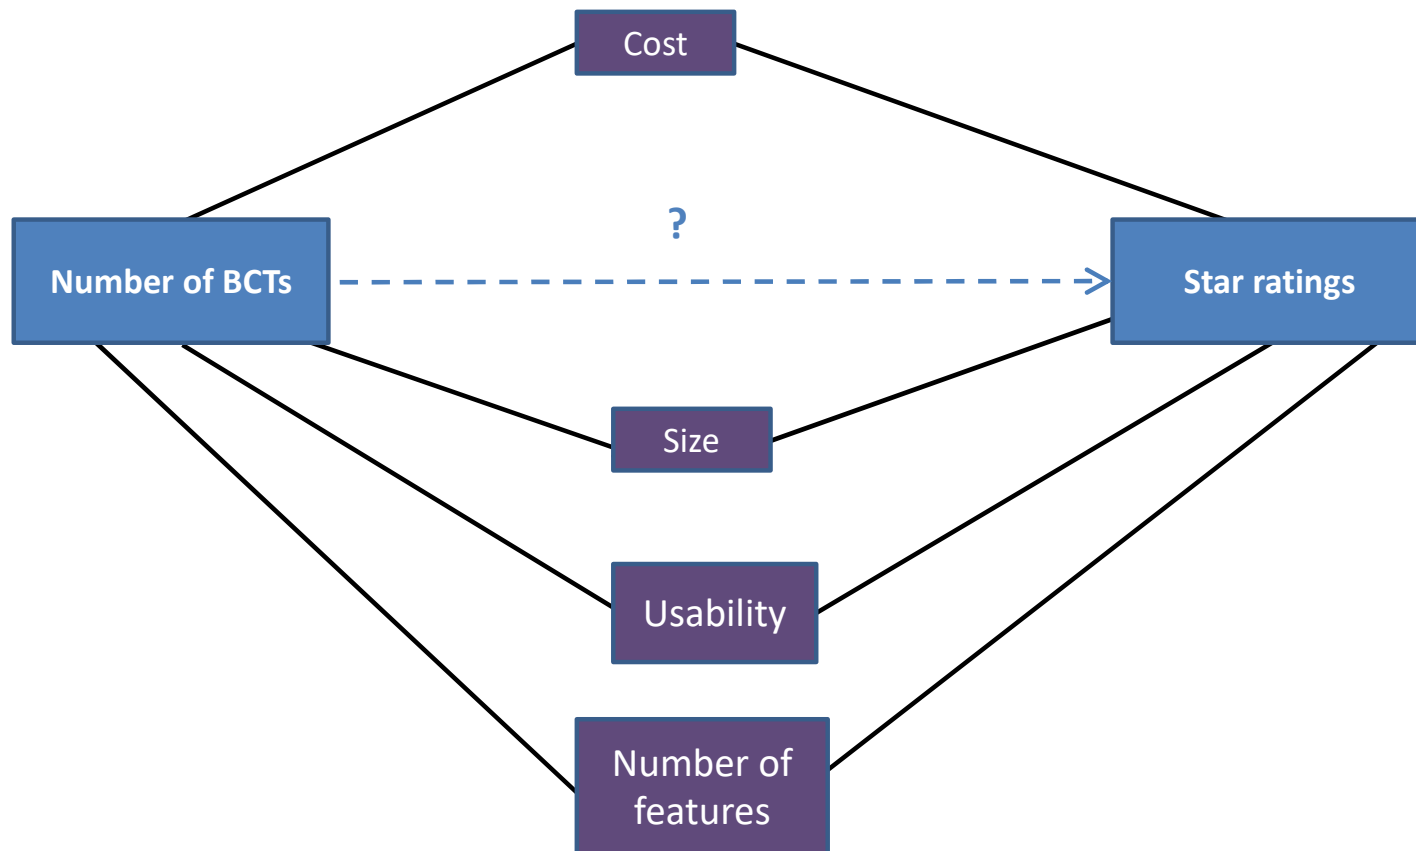 Cost
?
Number of BCTs
Star ratings
Size
Usability
Number of
features